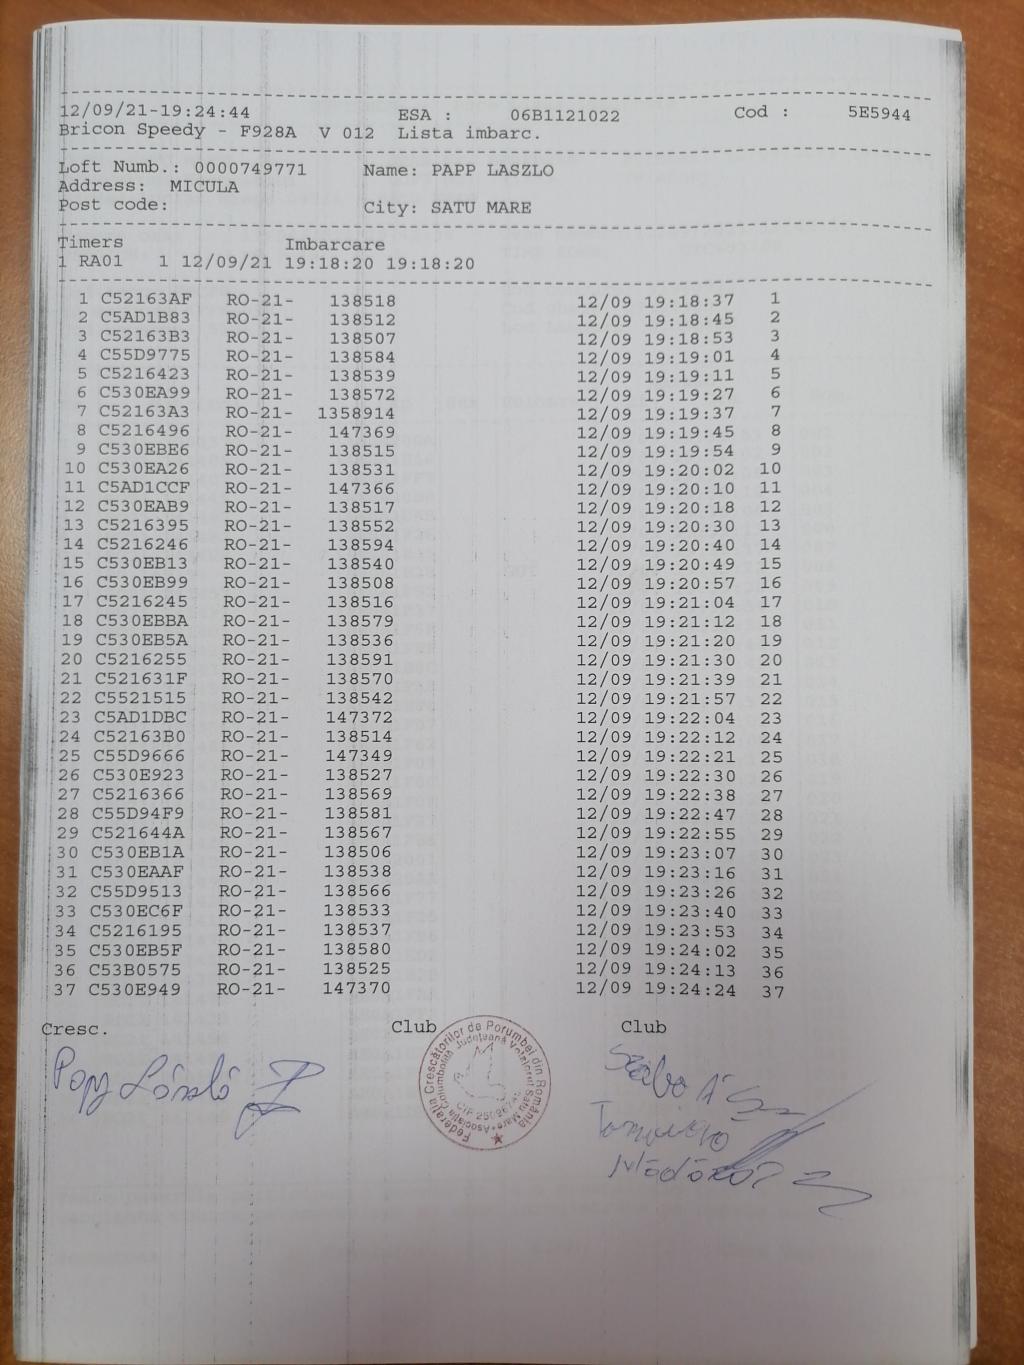 12/09/21-19:24:44 ESA : 06B1121022 Cod : 5E5944
Bricon Speedy - F928A V 012 Lista imbarc.
Loft Numb.: 0000749771 Name: PAPP LASZLO
Address: MICULA
Post code: City: SATU MARE
Timers Imbarcare
1 RA01 1 12/09/21 19:18:20 19:18:20
1 C52163AF RO-21- 138518 12/09 19:18:37 1
2 C5AD1B83 RO-21- 138512 12/09 19:18:45 2
3 C52163B3 RO-21- 138507 12/09 19:18:53 3
4 C55D9775 RO-21- 138584 12/09 19:19:01 4
5 C5216423 RO-21- 138539 12/09 19:19:11 5
6 C530EA99 RO-21- 138572 12/09 19:19:27 6
7 C52163A3 RO-21- 1358914 12/09 19:19:37 7
8 C5216496 RO-21- 147369 12/09 19:19:45 8
9 C530EBE6 RO-21- 138515 12/09 19:19:54 9
10 C530EA26 RO-21- 138531 12/09 19:20:02 10
11 C5AD1CCF RO-21- 147366 12/09 19:20:10 11
12 C530EAB9 RO-21- 138517 12/09 19:20:18 12
13 C5216395 RO-21- 138552 12/09 19:20:30 13
14 C5216246 RO-21- 138594 12/09 19:20:40 14
15 C530EB13 RO-21- 138540 12/09 19:20:49 15
16 C530EB99 RO-21- 138508 12/09 19:20:57 16
17 C5216245 RO-21- 138516 12/09 19:21:04 17
18 C530EBBA RO-21- 138579 12/09 19:21:12 18
19 C530EB5A RO-21- 138536 12/09 19:21:20 19
20 C5216255 RO-21- 138591 12/09 19:21:30 20
21 C521631F RO-21- 138570 12/09 19:21:39 21
22 C5521515 RO-21- 138542 12/09 19:21:57 22
23 C5AD1DBC RO-21- 147372 12/09 19:22:04 23
24 C52163B0 RO-21- 138514 12/09 19:22:12 24
25 C55D9666 RO-21- 147349 12/09 19:22:21 25
26 C530E923 RO-21- 138527 12/09 19:22:30 26
27 C5216366 RO-21- 138569 12/09 19:22:38 27
28 C55D94F9 RO-21- 138581 12/09 19:22:47 28
29 C521644A RO-21- 138567 12/09 19:22:55 29
30 C530EB1A RO-21- 138506 12/09 19:23:07 30
31 C530EAAF RO-21- 138538 12/09 19:23:16 31
32 C55D9513 RO-21- 138566 12/09 19:23:26 32
33 C530EC6F RO-21- 138533 12/09 19:23:40 33
34 C5216195 RO-21- 138537 12/09 19:23:53 34
35 C530EB5F RO-21- 138580 12/09 19:24:02 35
36 C53B0575 RO-21- 138525 12/09 19:24:13 36
37 C530E949 RO-21- 147370 12/09 19:24:24 37
Cresc. Club Club
Papp László
Federaţia Crescătorilor de Porumbei din România
Asociaţia Columbofilă Judeţeană Satu Mare
CIF
Szabo A